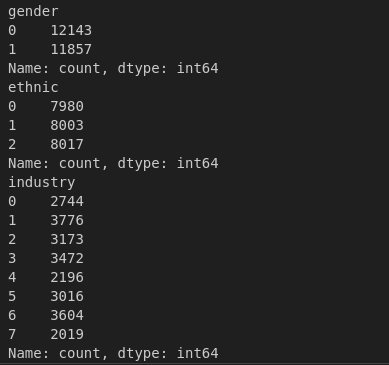 gender
0    12143
1    11857
Name: count, dtype: int64
ethnic
0    7980
1    8003
2    8017
Name: count, dtype: int64
industry
0    2744
1    3776
2    3173
3    3472
4    2196
5    3016
6    3604
7    2019
Name: count, dtype: int64